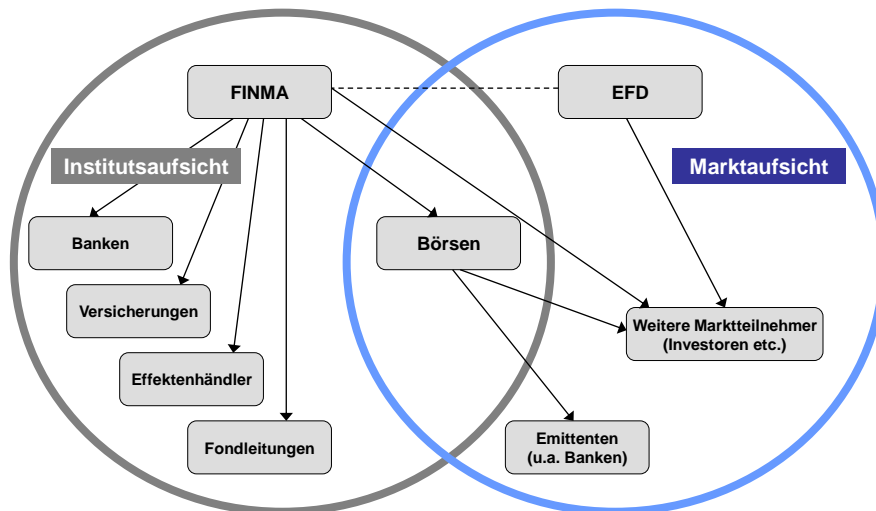 FINMA
EFD
Institutsaufsicht
Marktaufsicht
Banken
Börsen
Versicherungen
Weitere Marktteilnehmer
(Investoren etc.)
Effektenhändler
Fondleitungen
Emittenten
(u.a. Banken)